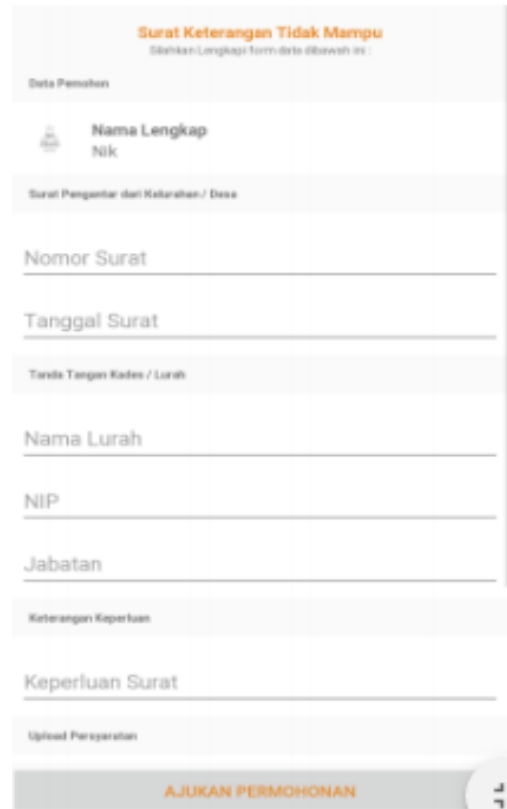 Surat Keterangan Tidak Mampu
Silahkan Lengkapi form data dibawah ini :
Data Pemohon
Nama Lengkap
Nik
Surat Pengantar dari Kelurahan / Desa
Nomor Surat
Tanggal Surat
Tanda Tangan Kades / Lurah
Nama Lurah
NIP
Jabatan
Keterangan Keperluan
Keperluan Surat
Upload Persyaratan
AJUKAN PERMOHONAN